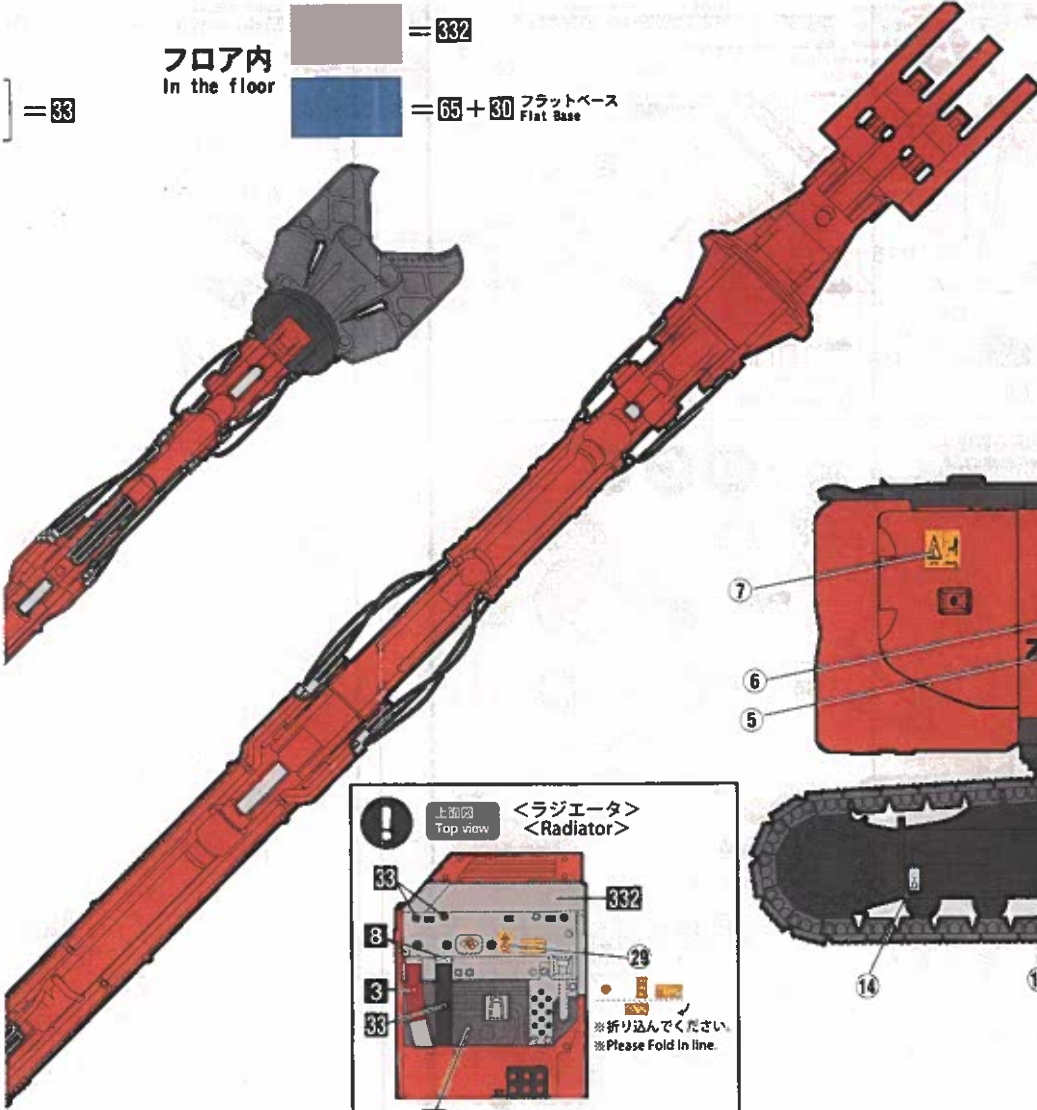 ＝332
フロア内
In the floor
＝33
＝65＋30 フラットベース
Flat Base
7
6
5
上面図
Top view
＜ラジエータ＞
＜Radiator＞
33
332
8
29
3
33
※折り込んでください。
※Please Fold in line.
14